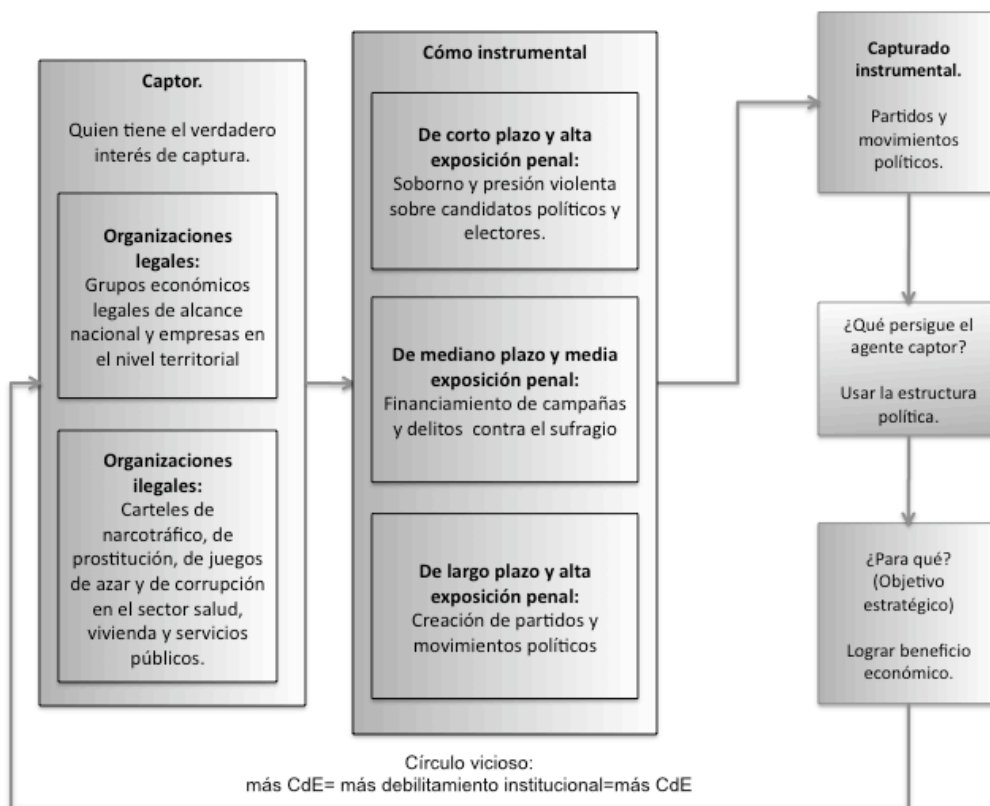 Captor.
Quien tiene el verdadero
interés de captura.
Organizaciones
legales:
Grupos económicos
legales de alcance
nacional y empresas en
el nivel territorial
Organizaciones
ilegales:
Carteles de
narcotráfico, de
prostitución, de juegos
de azar y de corrupción
en el sector salud,
vivienda y servicios
públicos.
Cómo instrumental
De corto plazo y alta
exposición penal:
Soborno y presión violenta
sobre candidatos políticos y
electores.
De mediano plazo y media
exposición penal:
Financiamiento de campañas
y delitos contra el sufragio
De largo plazo y alta
exposición penal:
Creación de partidos y
movimientos políticos
Capturado
instrumental.
Partidos y
movimientos
políticos.
¿Qué persigue el
agente captor?
Usar la estructura
política.
¿Para qué?
(Objetivo
estratégico)
Lograr beneficio
económico.
Círculo vicioso:
más CdE= más debilitamiento institucional=más CdE